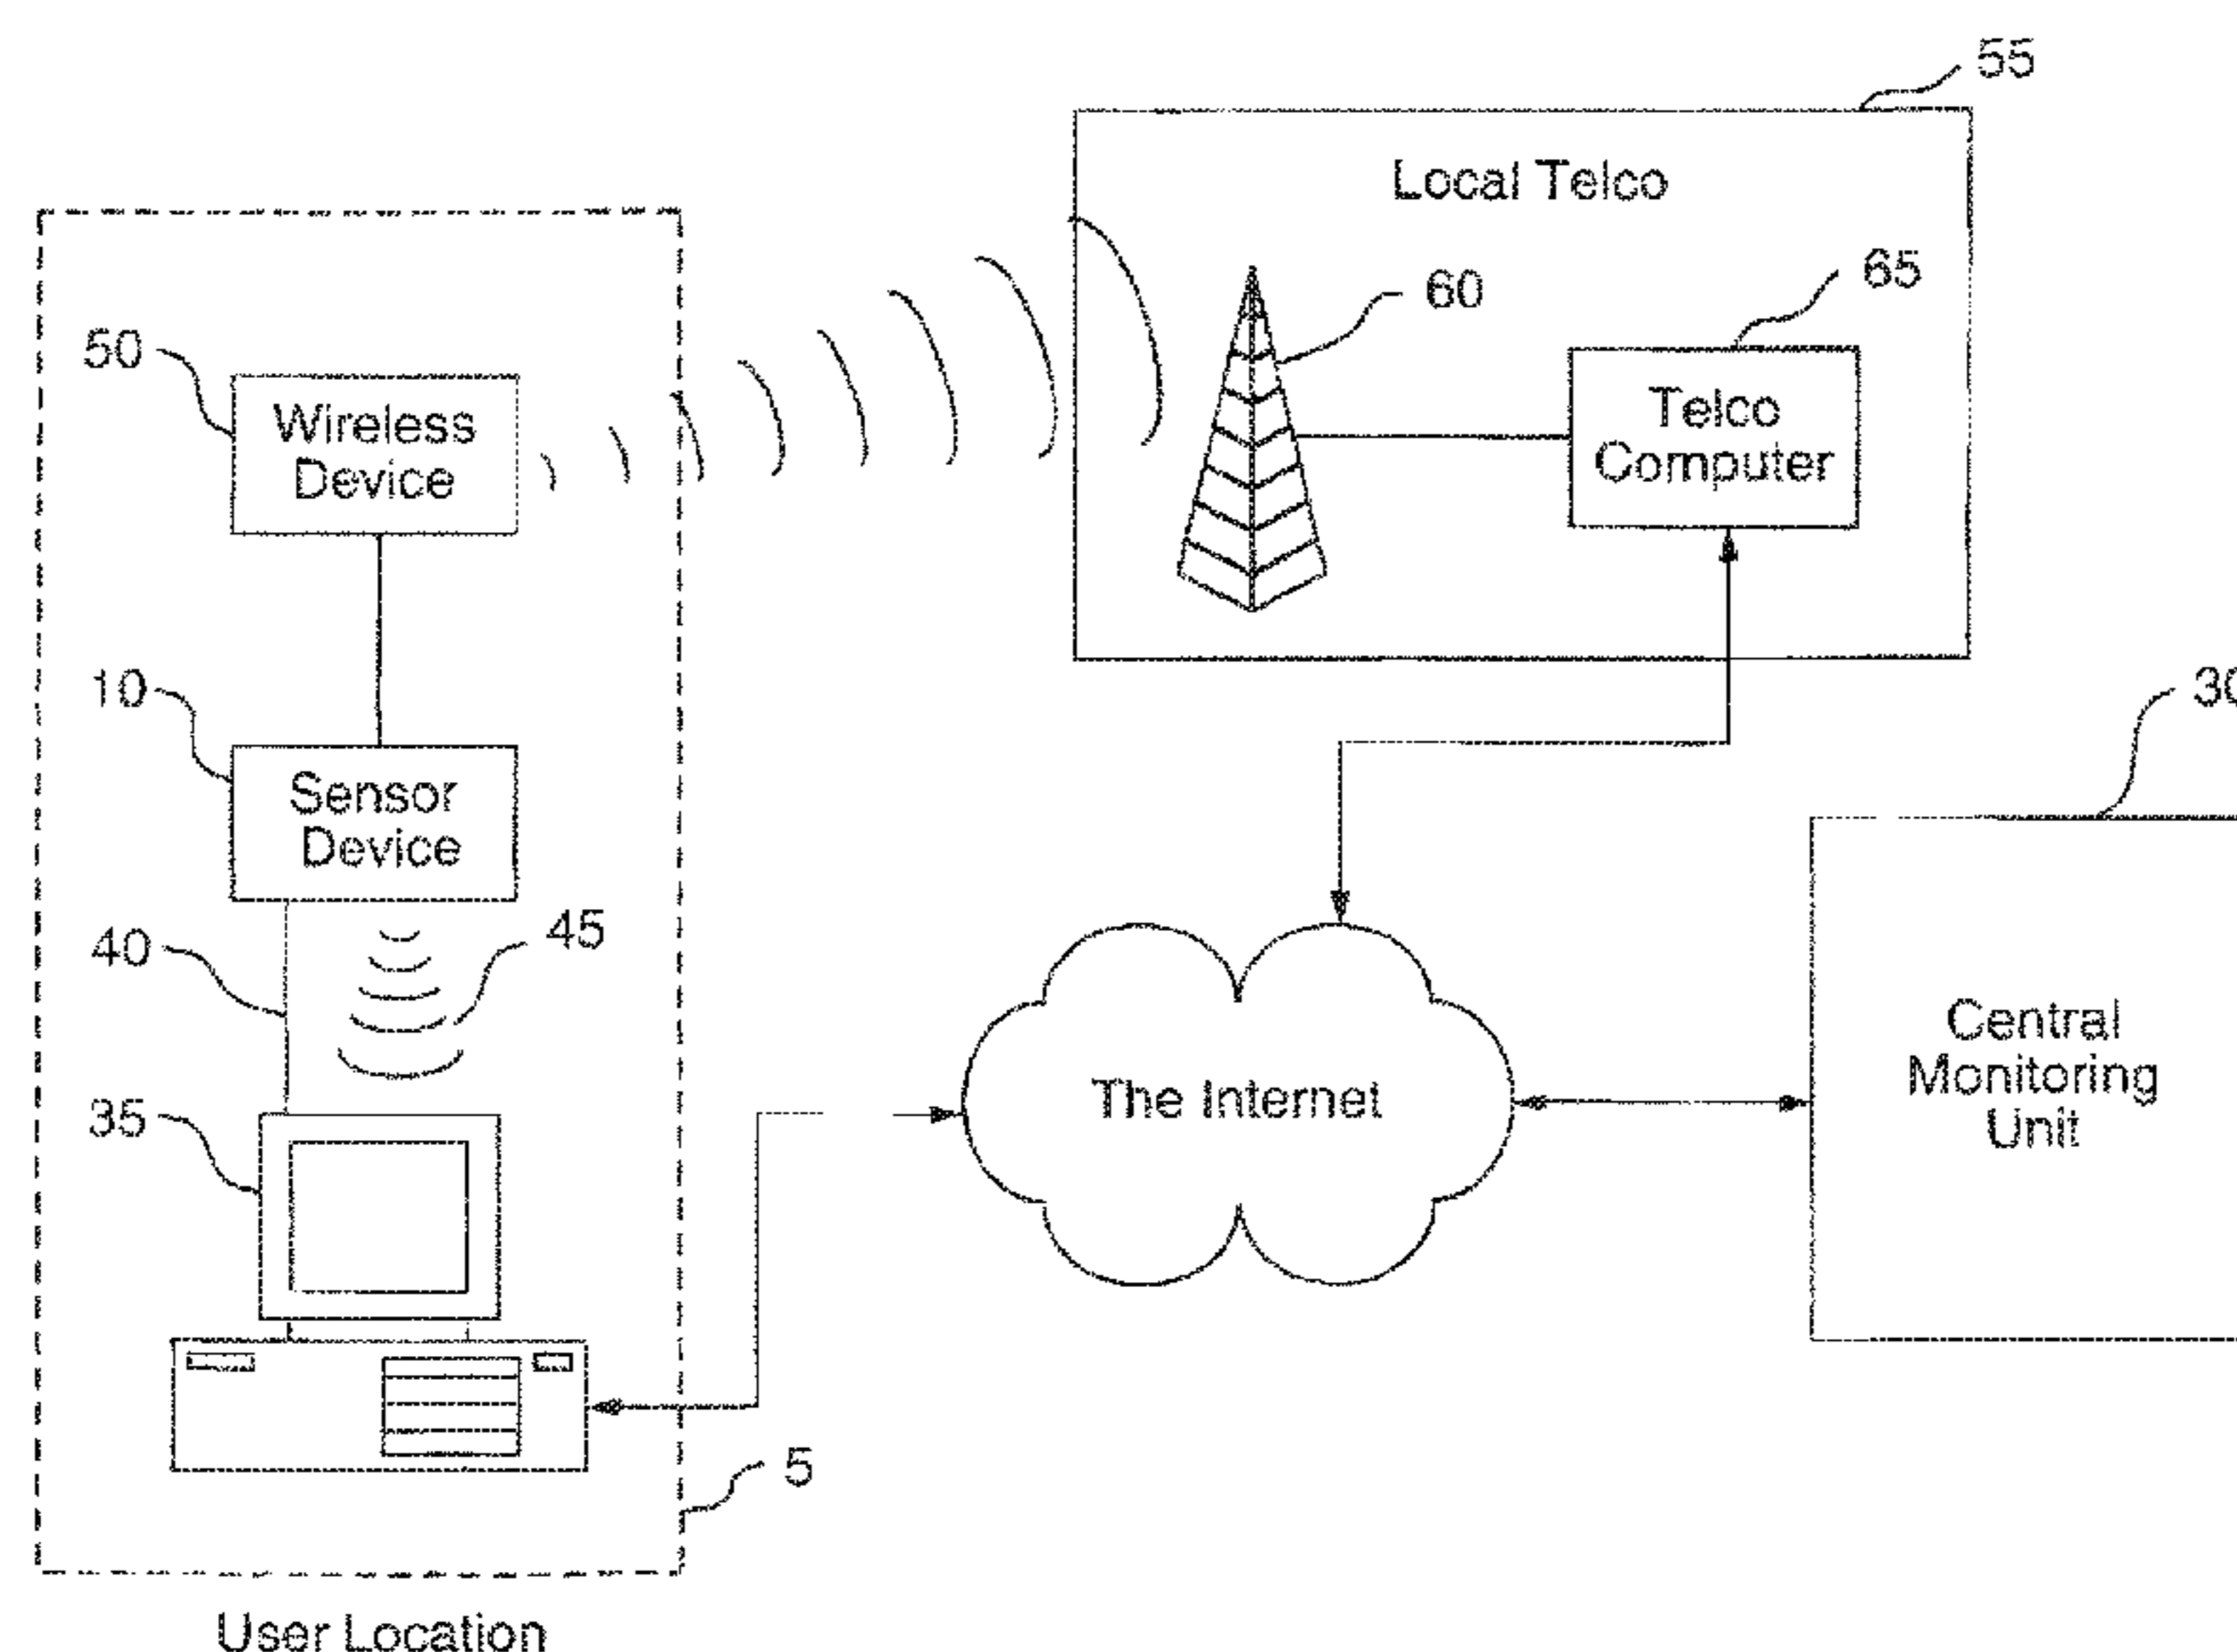 55
Local Telco
60
65
Telco
Computer
50
Wireless
Device
10
Sensor
Device
40
45
35
The Internet
30
Central
Monitoring
Unit
5
User Location